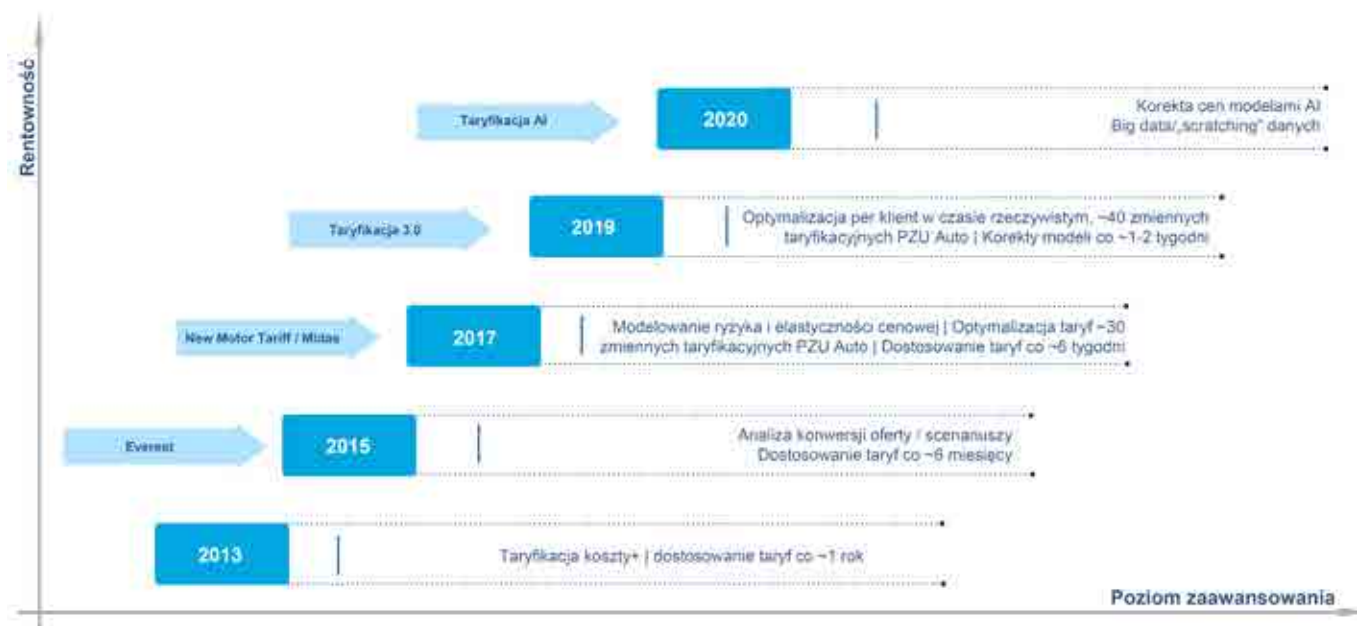 Rentowność
Taryfikacja AI
2020
Korekta cen modelami AI
Big data/„scratching” danych
Taryfikacja 3.0
2019
Optymalizacja per klient w czasie rzeczywistym, ~40 zmiennych
taryfikacyjnych PZU Auto | Korekty modeli co ~1-2 tygodni
New Motor Tariff / Midas
2017
Modelowanie ryzyka i elastyczności cenowej | Optymalizacja taryf ~30
zmiennych taryfikacyjnych PZU Auto | Dostosowanie taryf co ~6 tygodni
Everest
2015
Analiza konwersji oferty / scenariuszy
Dostosowanie taryf co ~6 miesięcy
2013
Taryfikacja koszty+ | dostosowanie taryf co ~1 rok
Poziom zaawansowania